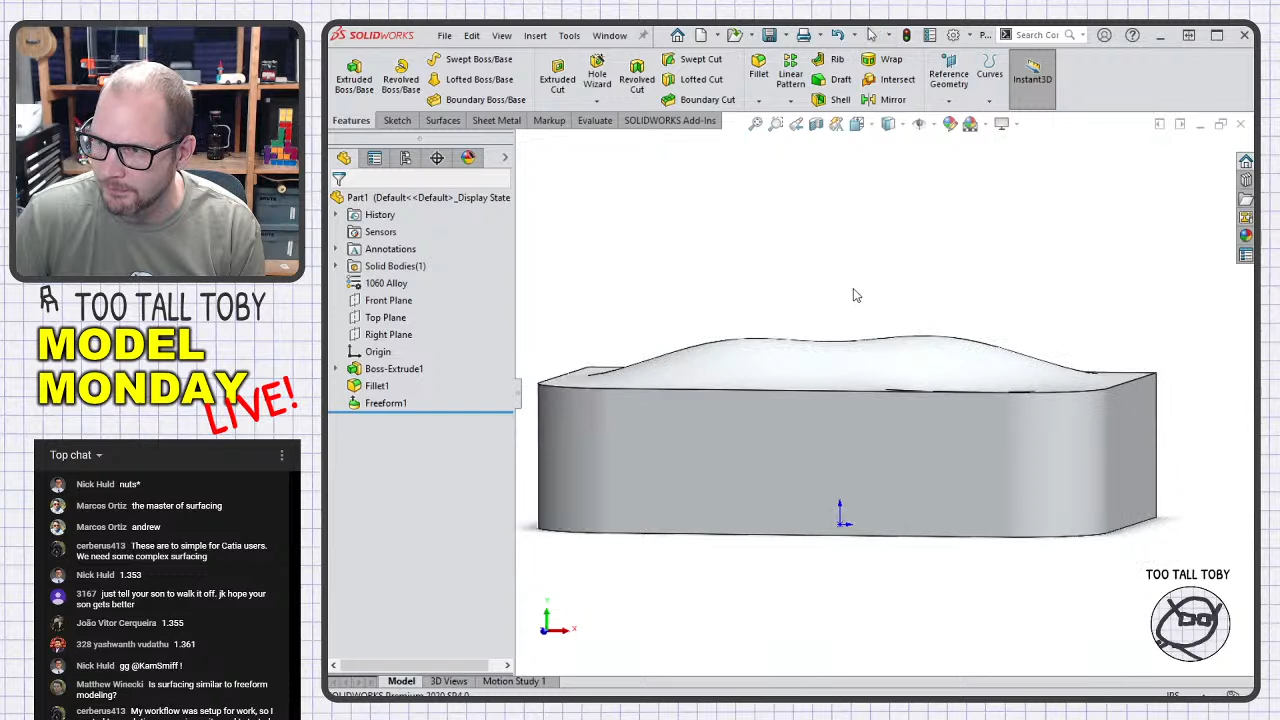 SOLIDWORKS File Edit View Insert Tools Window P... Search Cor
Extruded Boss/Base Revolved Boss/Base Swept Boss/Base Lofted Boss/Base Boundary Boss/Base Extruded Cut Hole Wizard Revolved Cut Swept Cut Lofted Cut Boundary Cut Fillet Linear Pattern Rib Draft Shell Wrap Intersect Mirror Reference Geometry Curves Instant3D
Features Sketch Surfaces Sheet Metal Markup Evaluate SOLIDWORKS Add-Ins
Part1 (Default<<Default>_Display State
History
Sensors
Annotations
Solid Bodies(1)
1060 Alloy
Front Plane
Top Plane
Right Plane
Origin
Boss-Extrude1
Fillet1
Freeform1
Y
X
Model 3D Views Motion Study 1
SOLIDWORKS Premium 2020 SP4.0 IPS
TOO TALL TOBY
TOO TALL TOBY
MODEL
MONDAY
LIVE!
Top chat
Nick Huld nuts*
Marcos Ortiz the master of surfacing
Marcos Ortiz andrew
cerberus413 These are to simple for Catia users.
We need some complex surfacing
Nick Huld 1.353
3167 just tell your son to walk it off. jk hope your
son gets better
João Vitor Cerqueira 1.355
328 yashwanth vudathu 1.361
Nick Huld gg @KamSmiff !
Matthew Winecki Is surfacing similar to freeform
modeling?
cerberus413 My workflow was setup for work, so I